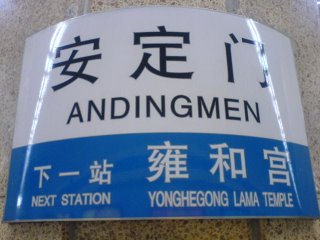 安定门
ANDINGMEN
下一站 雍和宫
NEXT STATION YONGHEGONG LAMA TEMPLE